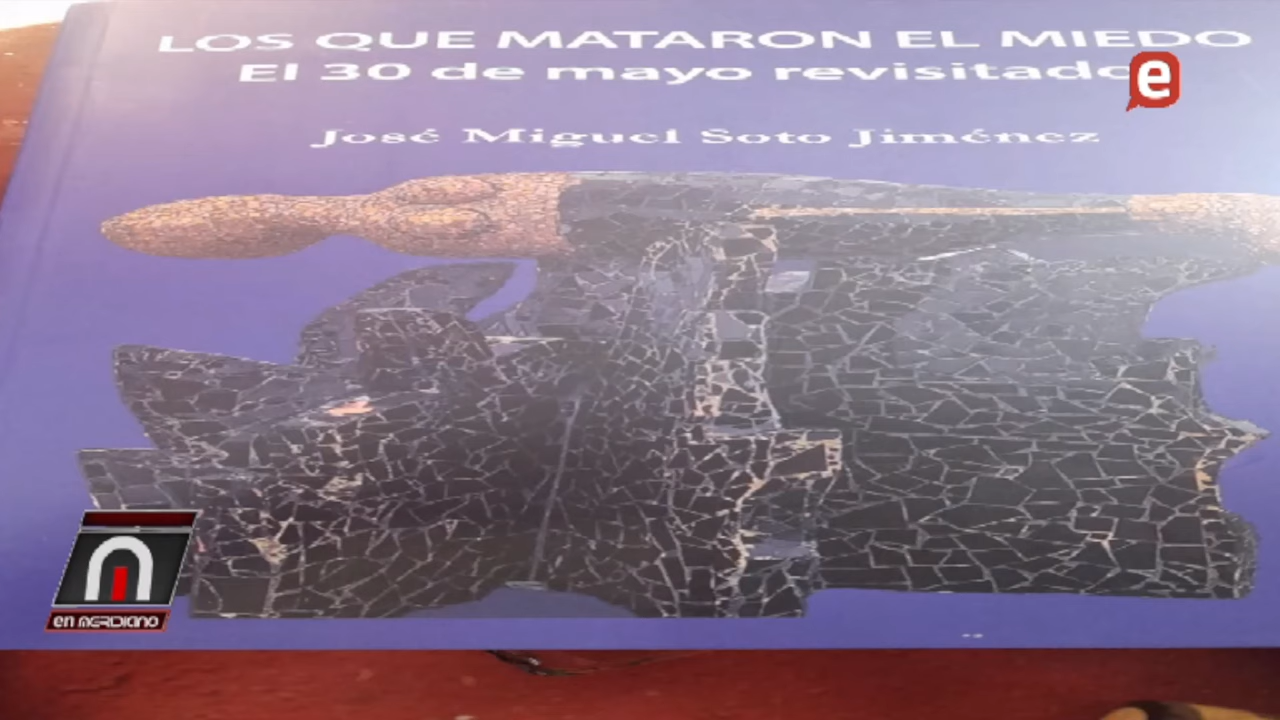 LOS QUE MATARON EL MIEDO
El 30 de mayo revisitado
e
José Miguel Soto Jiménez
en MERIDIANO